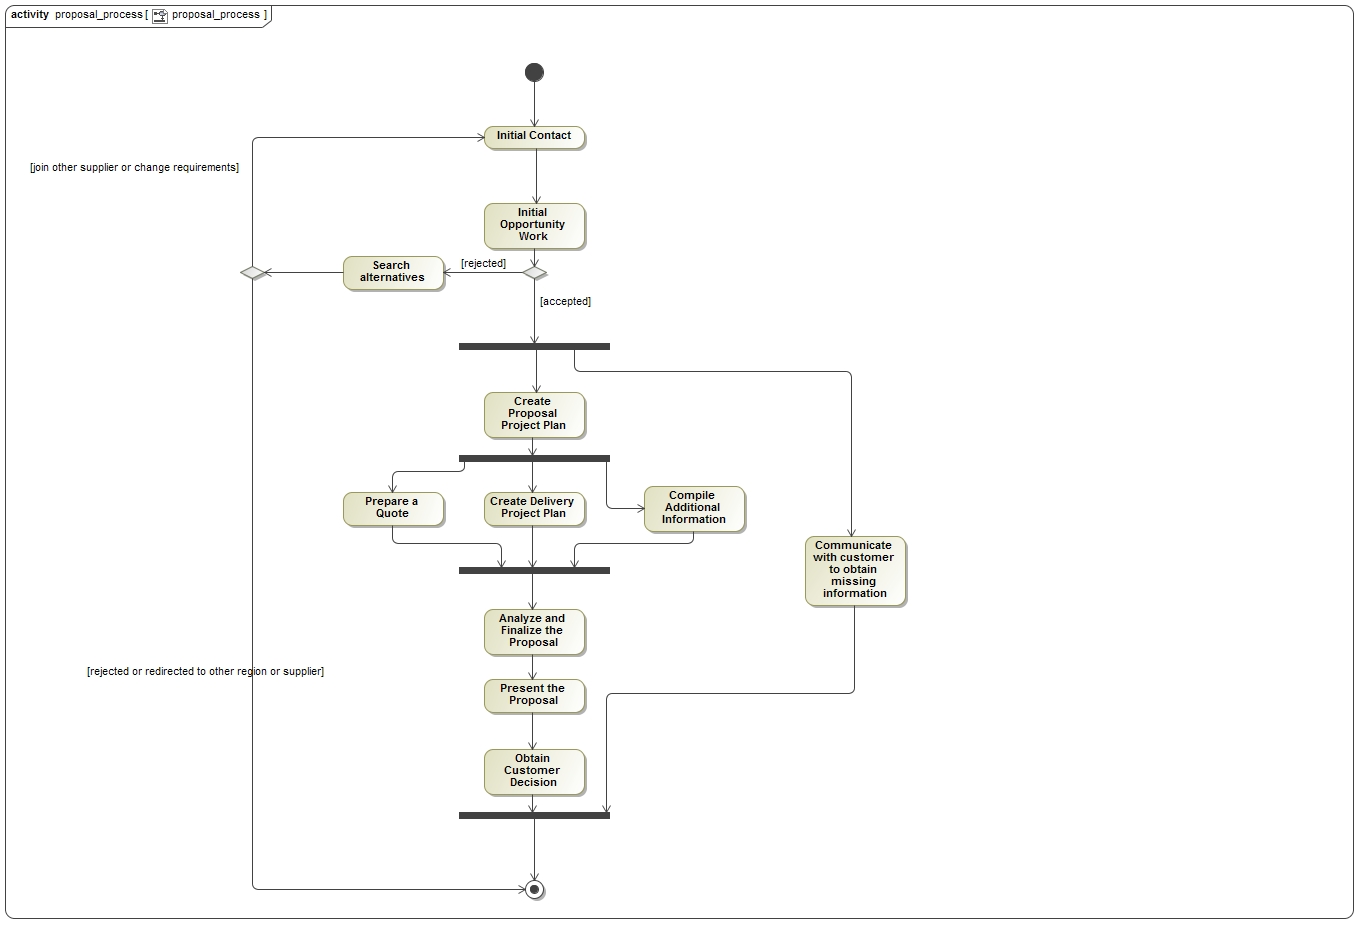 activity proposal_process [ proposal_process ]
Initial Contact
[join other supplier or change requirements]
Initial
Opportunity
Work
Search
alternatives
[rejected]
[accepted]
Create
Proposal
Project Plan
Prepare a
Quote
Create Delivery
Project Plan
Compile
Additional
Information
Communicate
with customer
to obtain
missing
information
Analyze and
Finalize the
Proposal
[rejected or redirected to other region or supplier]
Present the
Proposal
Obtain
Customer
Decision